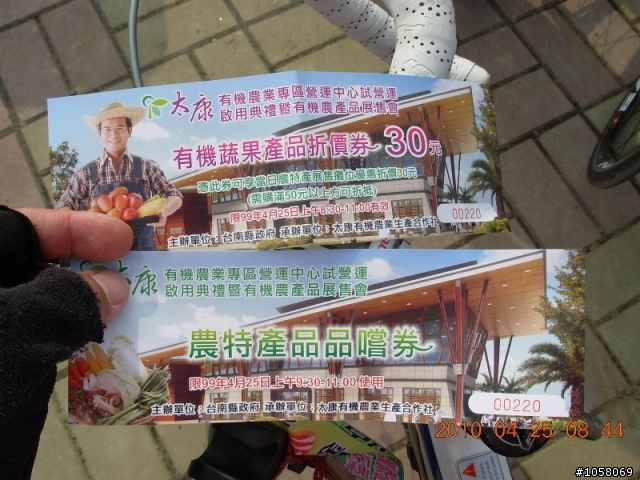 太康 有機農業專區營運中心試營運
啟用典禮暨有機農產品展售會
有機蔬果產品折價券 30元
憑此券可享當日農特產展售攤位優惠折價30元
(需購滿50元以上方可折抵)
限99年4月25日上午8:30-11:00有效
00220
主辦單位：台南縣政府 承辦單位：太康有機農業生產合作社
太康 有機農業專區營運中心試營運
啟用典禮暨有機農產品展售會
農特產品品嚐券
限99年4月25日上午9:30-11:00 使用
00220
主辦單位：台南縣政府 承辦單位：太康有機農業生產合作社
2010 04 25 08 44
#1058069